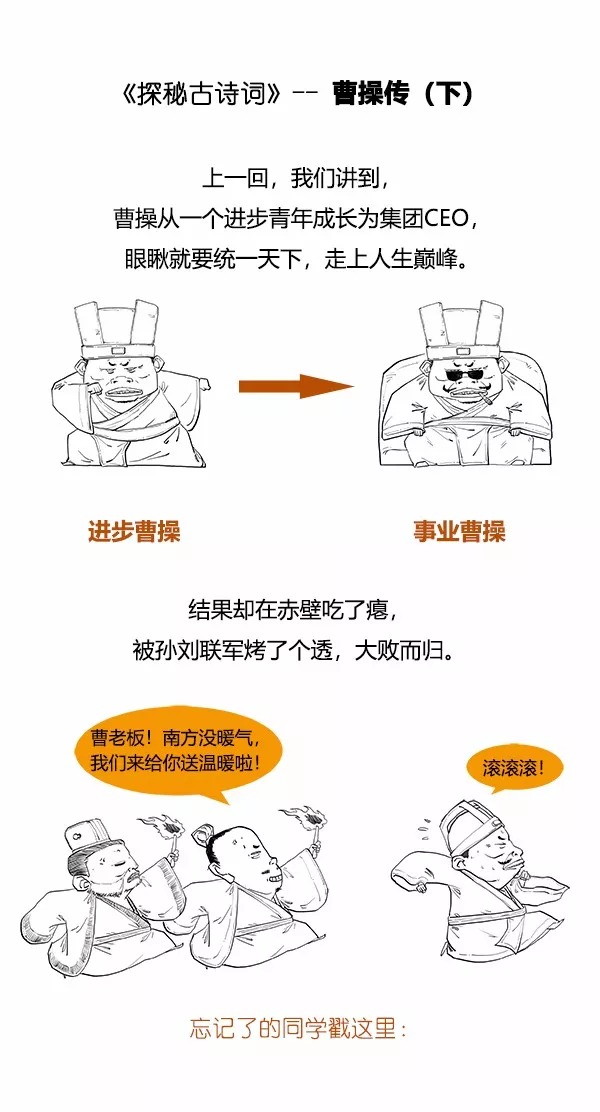 《探秘古诗词》-- 曹操传（下）
上一回，我们讲到，
曹操从一个进步青年成长为集团CEO，
眼瞅就要统一天下，走上人生巅峰。
进步曹操
事业曹操
结果却在赤壁吃了瘪，
被孙刘联军烤了个透，大败而归。
曹老板！南方没暖气，
我们来给你送温暖啦！
滚滚滚！
忘记了的同学戳这里：